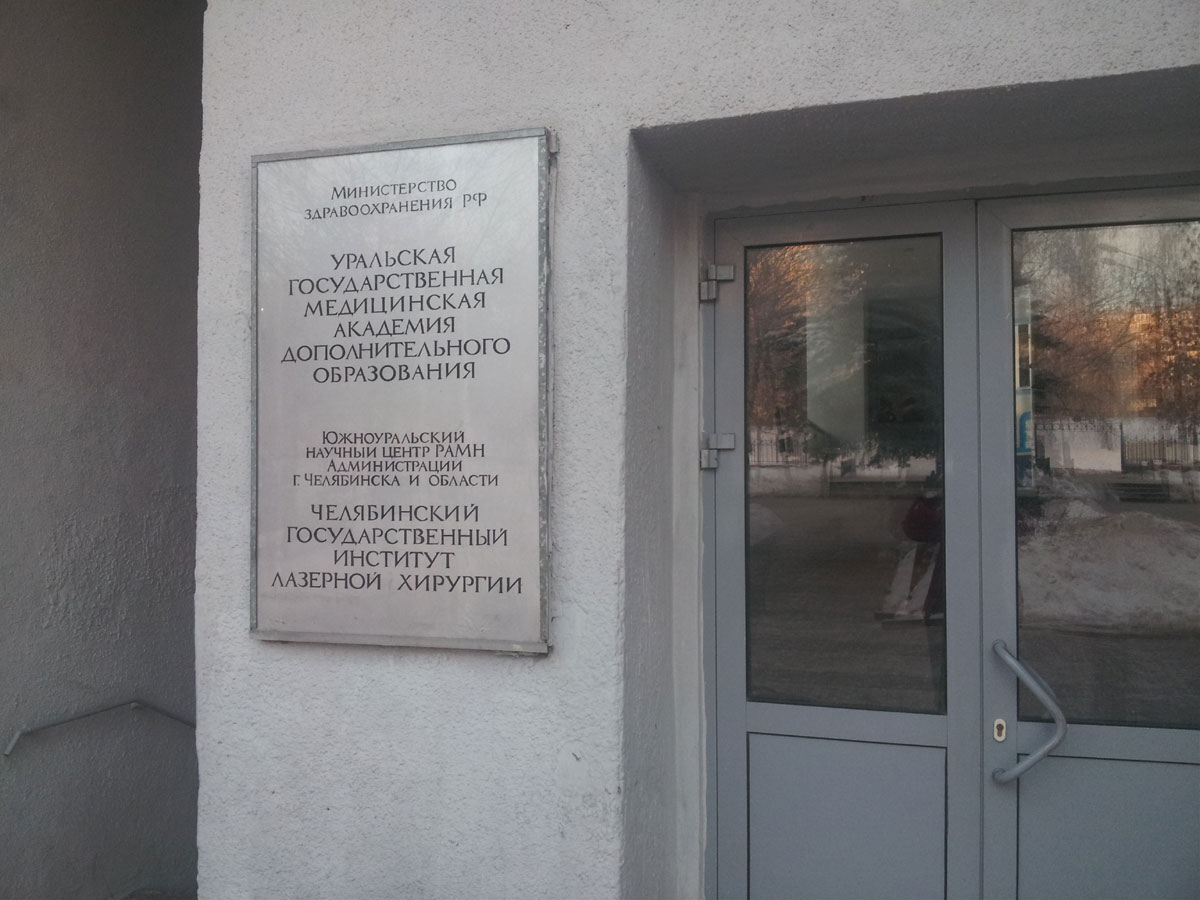 Министерство
здравоохранения РФ
УРАЛЬСКАЯ
ГОСУДАРСТВЕННАЯ
МЕДИЦИНСКАЯ
АКАДЕМИЯ
ДОПОЛНИТЕЛЬНОГО
ОБРАЗОВАНИЯ
Южноуральский
научный центр РАМН
Администрации
г. Челябинска и области
ЧЕЛЯБИНСКИЙ
ГОСУДАРСТВЕННЫЙ
ИНСТИТУТ
ЛАЗЕРНОЙ ХИРУРГИИ